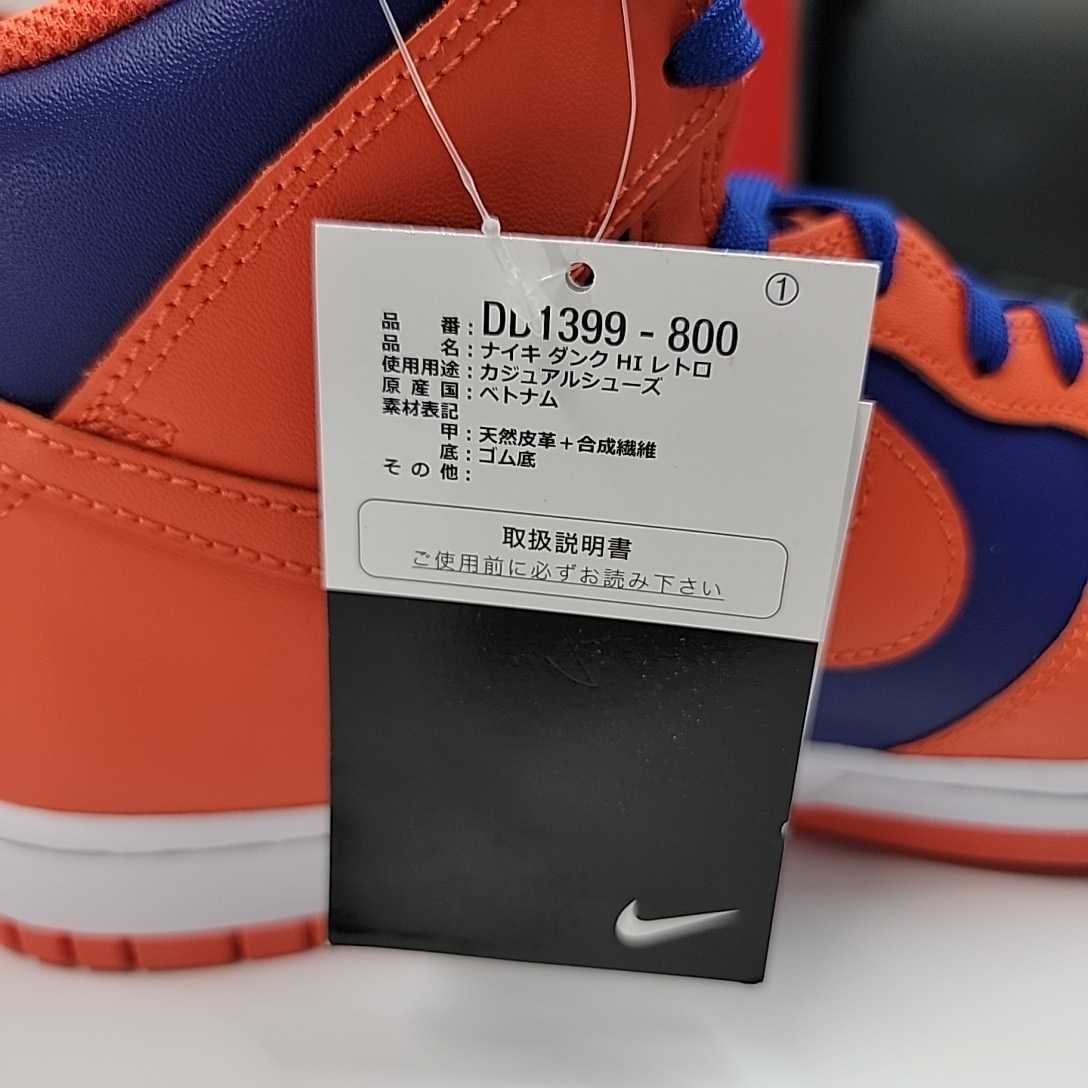 ①
品番：DD1399 - 800
品名：ナイキ ダンク HI レトロ
使用用途：カジュアルシューズ
原産国：ベトナム
素材表記
甲：天然皮革＋合成繊維
底：ゴム底
その他：
取扱説明書
ご使用前に必ずお読み下さい